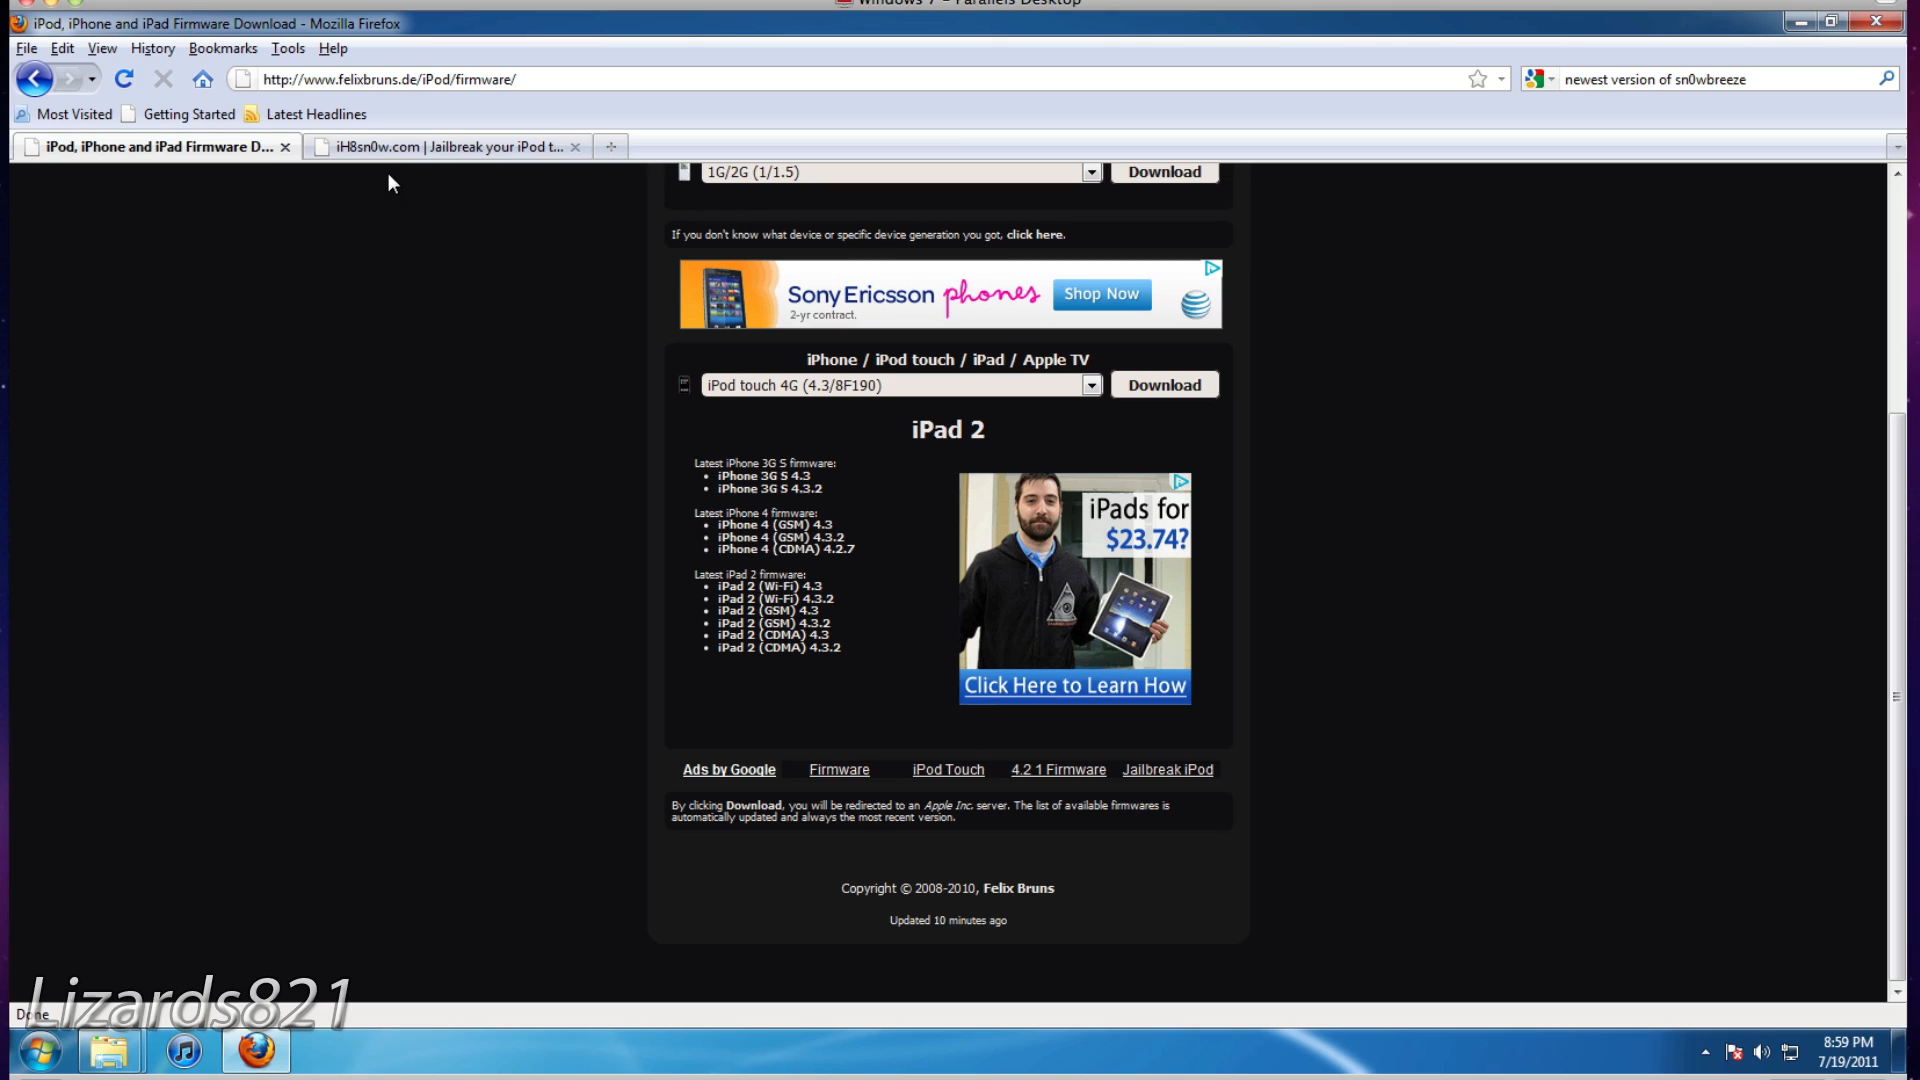 Windows 7 - Parallels Desktop
iPod, iPhone and iPad Firmware Download - Mozilla Firefox
File Edit View History Bookmarks Tools Help
http://www.felixbruns.de/iPod/firmware/
newest version of sn0wbreeze
Most Visited Getting Started Latest Headlines
iPod, iPhone and iPad Firmware D...
iH8sn0w.com | Jailbreak your iPod t...
1G/2G (1/1.5) Download
If you don't know what device or specific device generation you got, click here.
Sony Ericsson phones
2-yr contract.
Shop Now
iPhone / iPod touch / iPad / Apple TV
iPod touch 4G (4.3/8F190) Download
iPad 2
Latest iPhone 3G S firmware:
• iPhone 3G S 4.3
• iPhone 3G S 4.3.2
Latest iPhone 4 firmware:
• iPhone 4 (GSM) 4.3
• iPhone 4 (GSM) 4.3.2
• iPhone 4 (CDMA) 4.2.7
Latest iPad 2 firmware:
• iPad 2 (Wi-Fi) 4.3
• iPad 2 (Wi-Fi) 4.3.2
• iPad 2 (GSM) 4.3
• iPad 2 (GSM) 4.3.2
• iPad 2 (CDMA) 4.3
• iPad 2 (CDMA) 4.3.2
iPads for
$23.74?
Click Here to Learn How
Ads by Google Firmware iPod Touch 4.2 1 Firmware Jailbreak iPod
By clicking Download, you will be redirected to an Apple Inc. server. The list of available firmwares is
automatically updated and always the most recent version.
Copyright © 2008-2010, Felix Bruns
Updated 10 minutes ago
Lizards821
Done
8:59 PM
7/19/2011